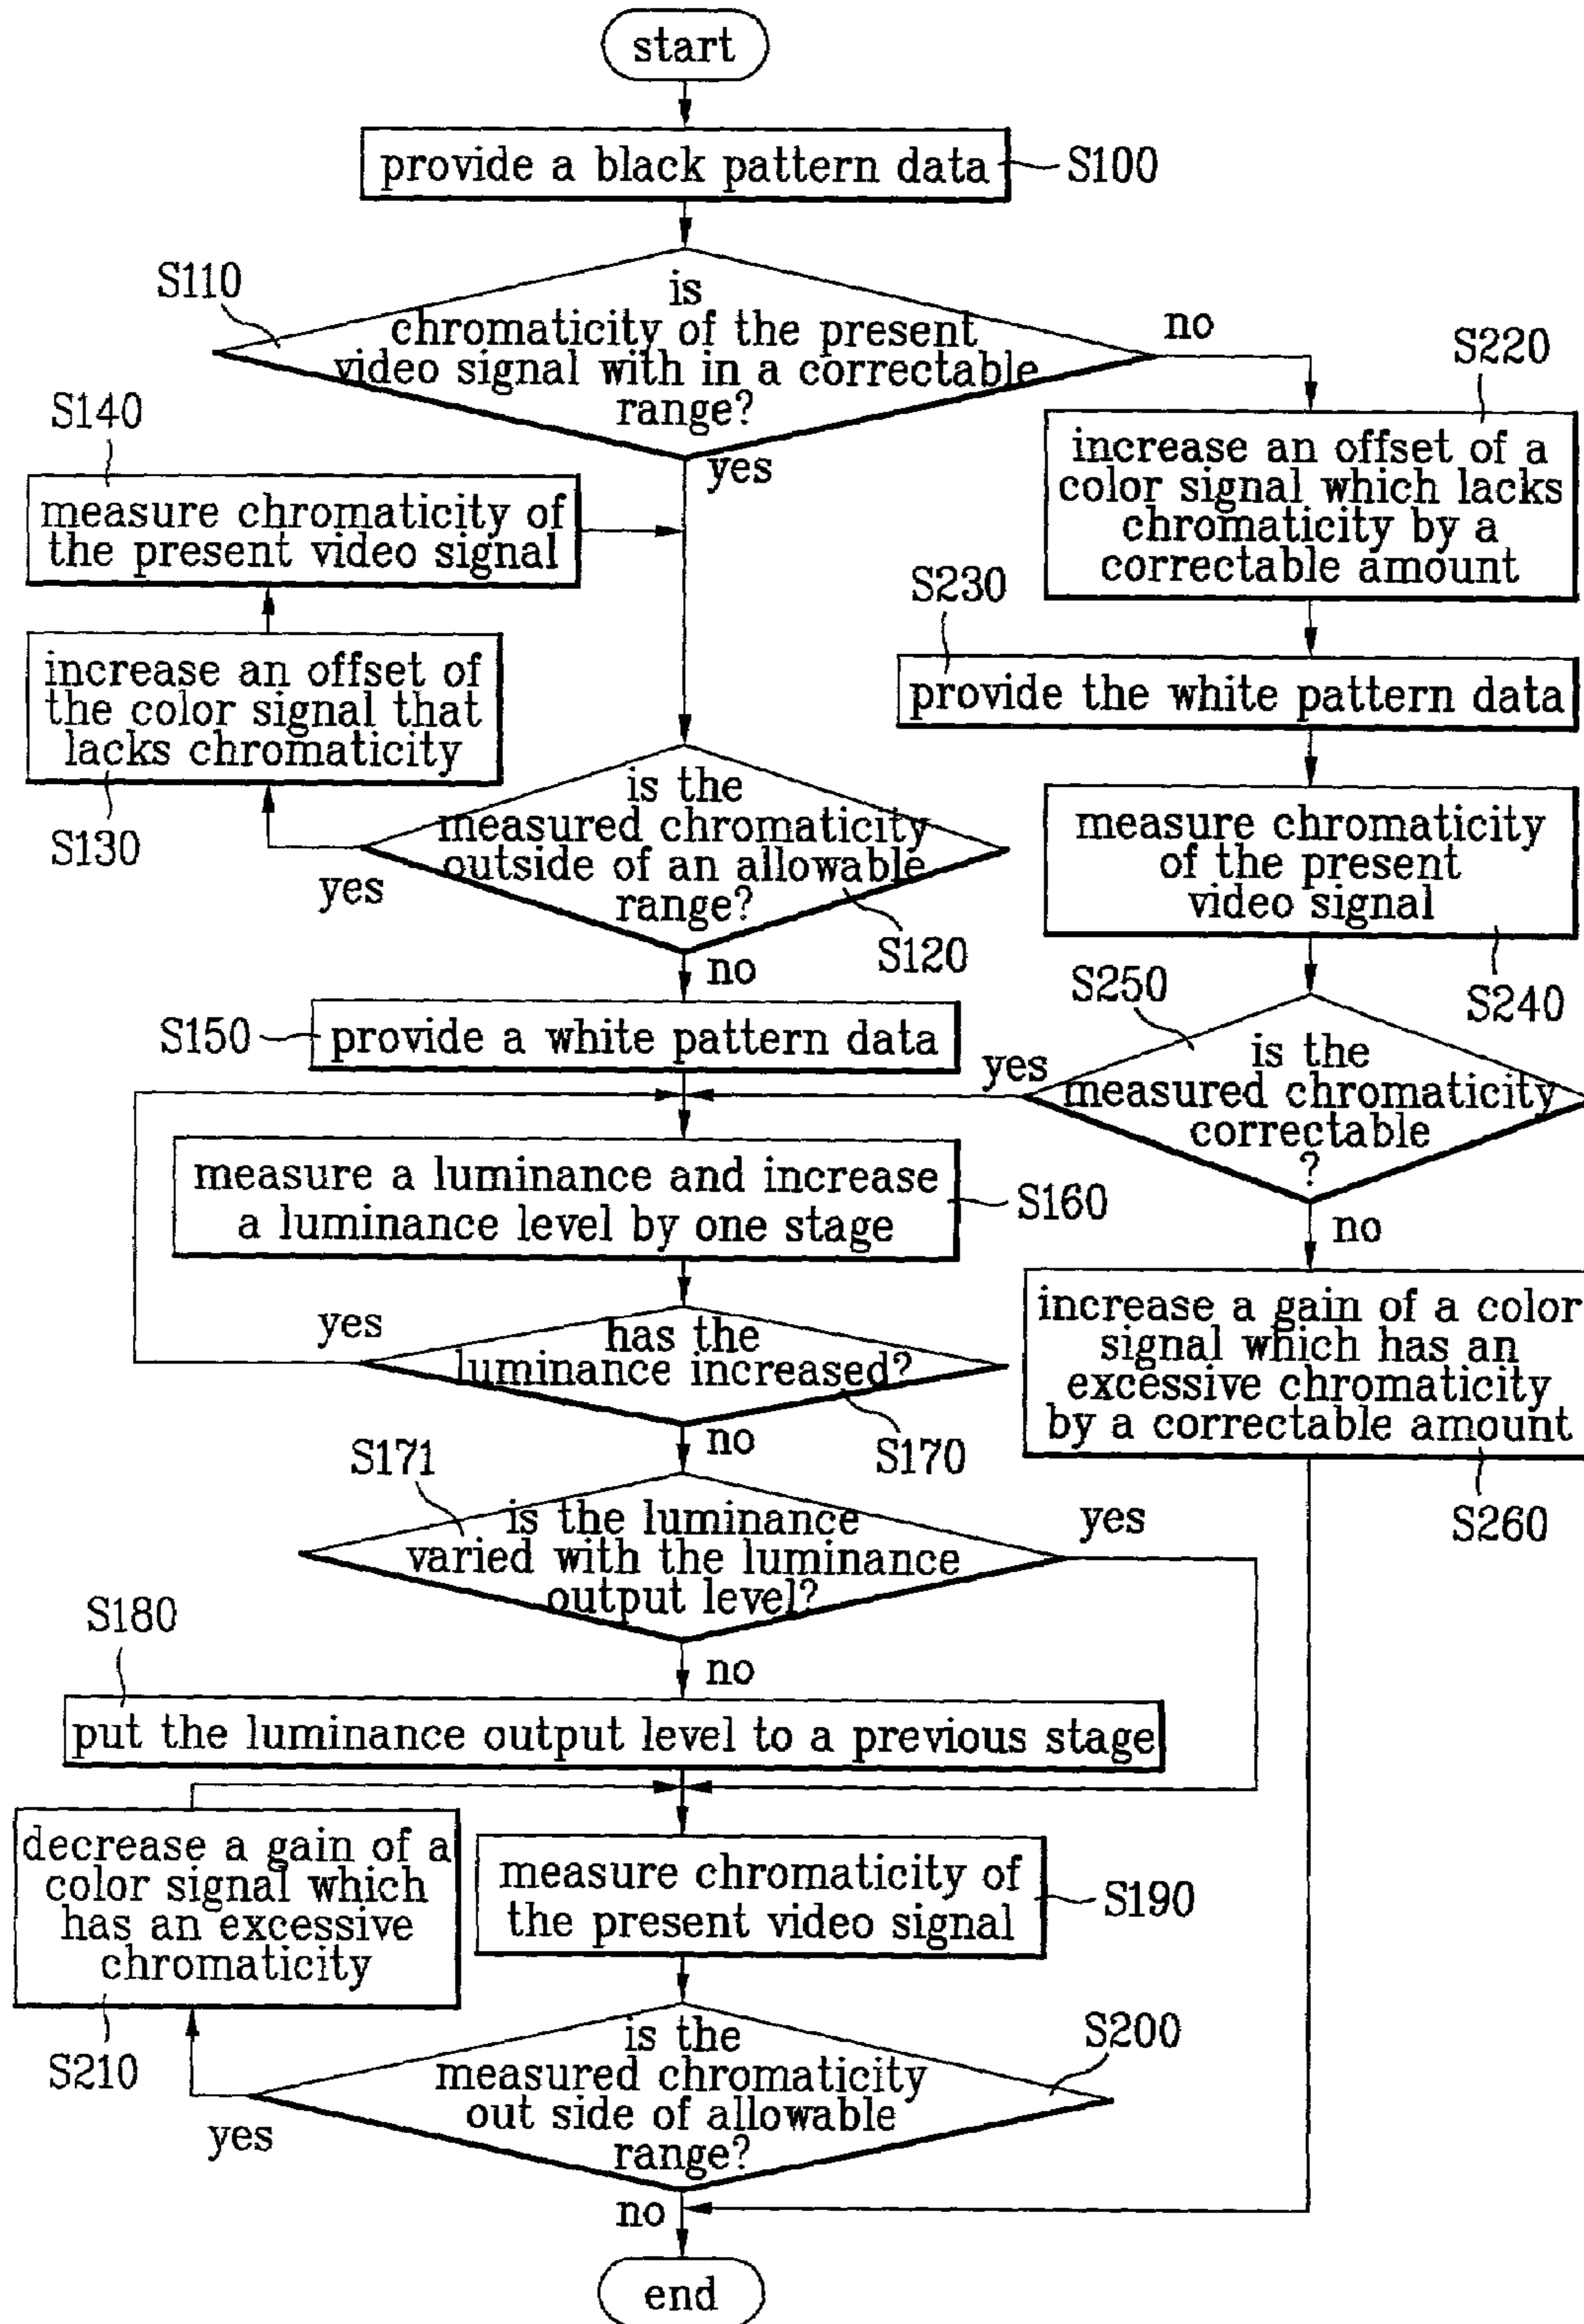 start
provide a black pattern data
S100
S110
is
chromaticity of the present
video signal with in a correctable
range?
no
yes
S220
increase an offset of a
color signal which lacks
chromaticity by a
correctable amount
S140
measure chromaticity of
the present video signal
S230
provide the white pattern data
increase an offset of
the color signal that
lacks chromaticity
S130
is the
measured chromaticity
outside of an allowable
range?
yes
S120
no
measure chromaticity
of the present
video signal
S240
S150
provide a white pattern data
S250
is the
measured chromaticity
correctable
?
yes
no
measure a luminance and increase
a luminance level by one stage
S160
has the
luminance increased?
yes
no
S170
increase a gain of a color
signal which has an
excessive chromaticity
by a correctable amount
S260
S171
is the luminance
varied with the luminance
output level?
yes
no
S180
put the luminance output level to a previous stage
decrease a gain of a
color signal which
has an excessive
chromaticity
S210
measure chromaticity of
the present video signal
S190
is the
measured chromaticity
out side of allowable
range?
S200
yes
no
end